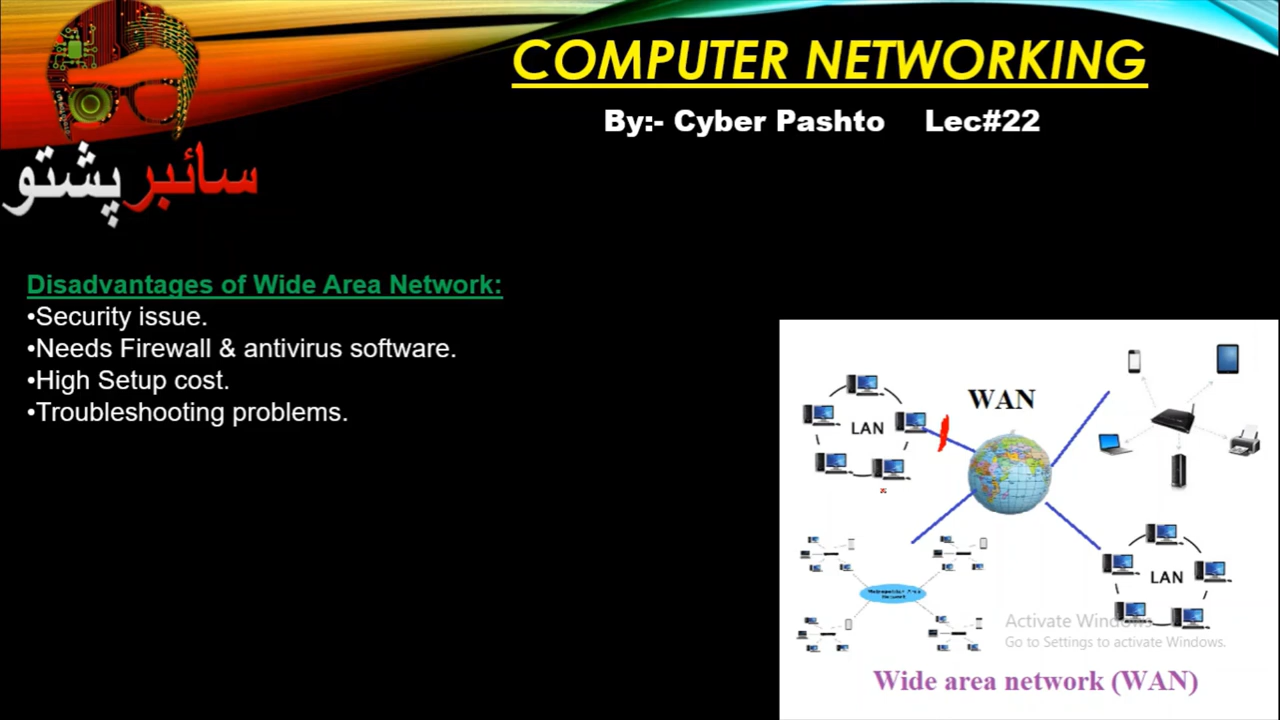 COMPUTER NETWORKING
By:- Cyber Pashto Lec#22
سائبر پشتو
Disadvantages of Wide Area Network:
•Security issue.
•Needs Firewall & antivirus software.
•High Setup cost.
•Troubleshooting problems.
WAN
LAN
LAN
Activate Windows
Go to Settings to activate Windows.
Wide area network (WAN)